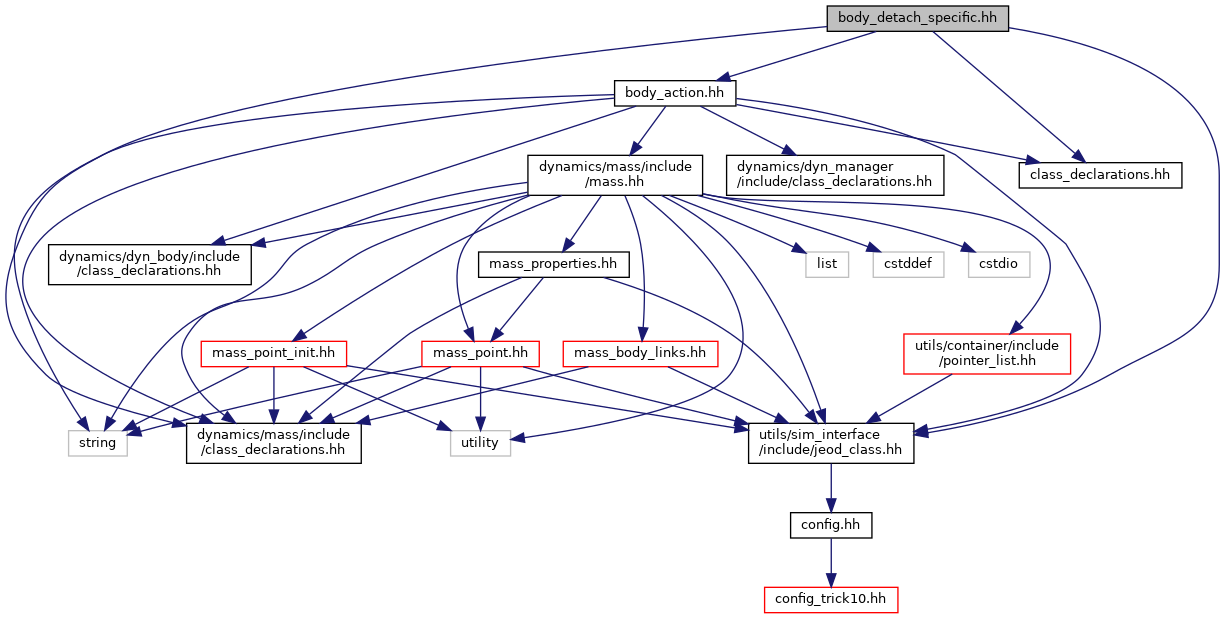 body_detach_specific.hh
body_action.hh
dynamics/mass/include
/mass.hh
dynamics/dyn_manager
/include/class_declarations.hh
class_declarations.hh
dynamics/dyn_body/include
/class_declarations.hh
mass_properties.hh
list
cstddef
cstdio
mass_point_init.hh
mass_point.hh
mass_body_links.hh
utils/container/include
/pointer_list.hh
string
dynamics/mass/include
/class_declarations.hh
utility
utils/sim_interface
/include/jeod_class.hh
config.hh
config_trick10.hh